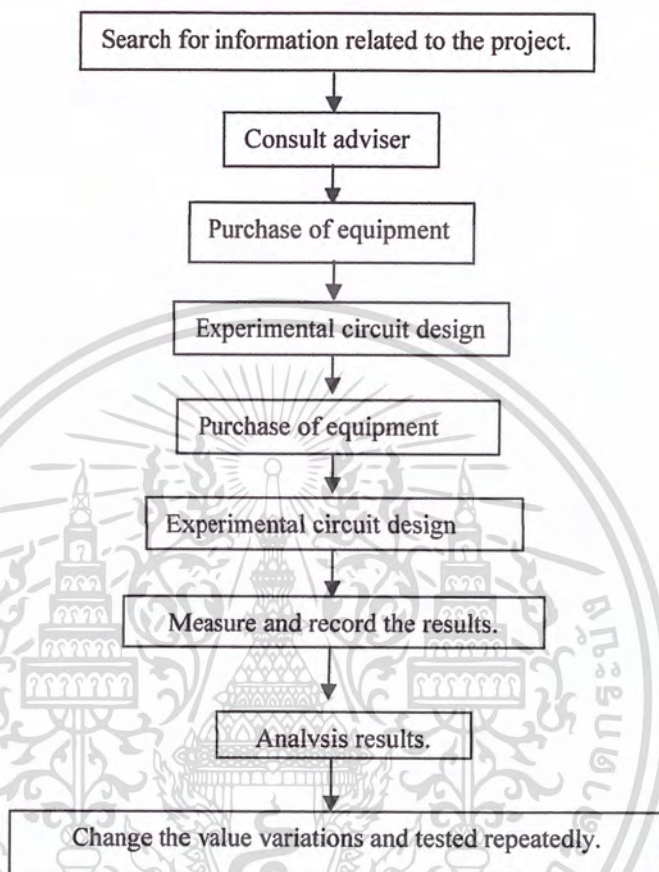 Search for information related to the project.
Consult adviser
Purchase of equipment
Experimental circuit design
Purchase of equipment
Experimental circuit design
Measure and record the results.
Analysis results.
Change the value variations and tested repeatedly.